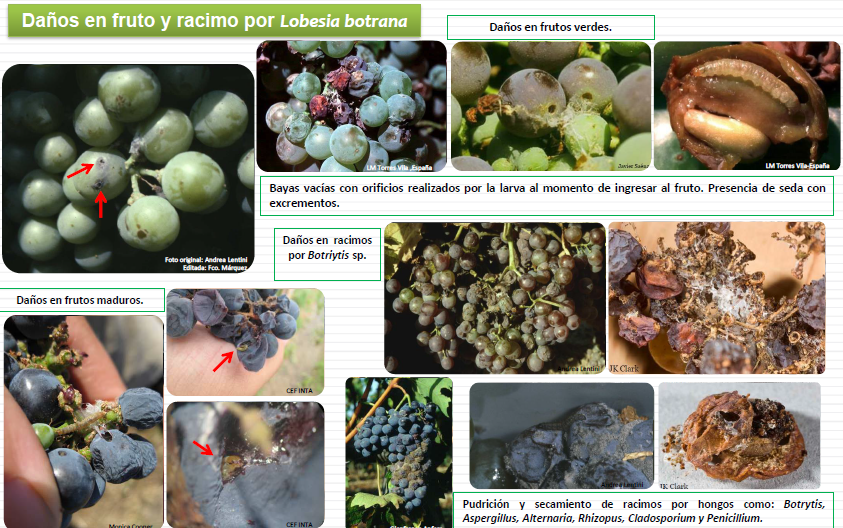 Daños en fruto y racimo por Lobesia botrana
Daños en frutos verdes.
Foto original: Andrea Lentini
Editada: Fco. Márquez
LM Torres Vila ,España
Javier Saéz
LM Torres Vila-España
Bayas vacías con orificios realizados por la larva al momento de ingresar al fruto. Presencia de seda con
excrementos.
Daños en racimos
por Botriytis sp.
Andrea Lentini
JK Clark
Daños en frutos maduros.
Monica Cooper
CEF INTA
CEF INTA
Andrea Lentini
JK Clark
Pudrición y secamiento de racimos por hongos como: Botrytis,
Aspergillus, Alternaria, Rhizopus, Cladosporium y Penicillium.